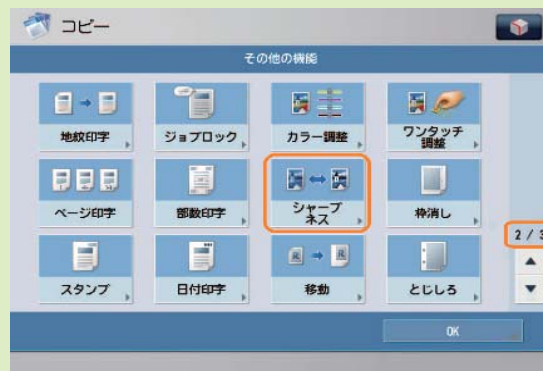 コピー
その他の機能
地紋印字
ジョブロック
カラー調整
ワンタッチ
調整
ページ印字
部数印字
シャープ
ネス
枠消し
2 / 3
スタンプ
日付印字
移動
とじしろ
OK